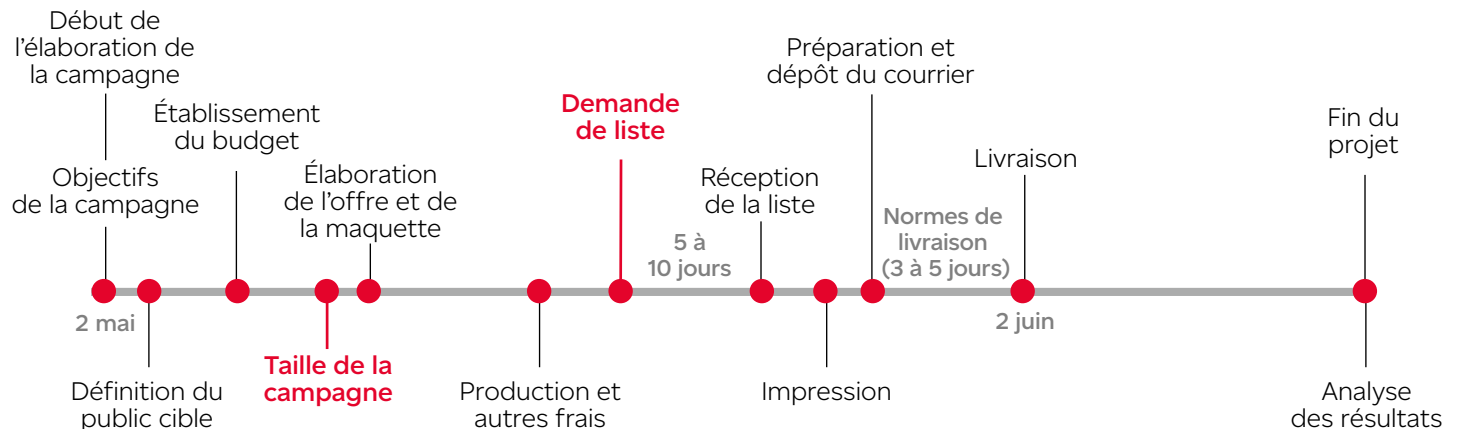 Début de
l'élaboration de
la campagne
Objectifs
de la campagne
2 mai
Définition du
public cible
Établissement
du budget
Taille de la
campagne
Élaboration
de l'offre et de
la maquette
Production et
autres frais
Demande
de liste
5 à
10 jours
Réception
de la liste
Impression
Préparation et
dépôt du courrier
Normes de
livraison
(3 à 5 jours)
Livraison
2 juin
Fin du
projet
Analyse
des résultats